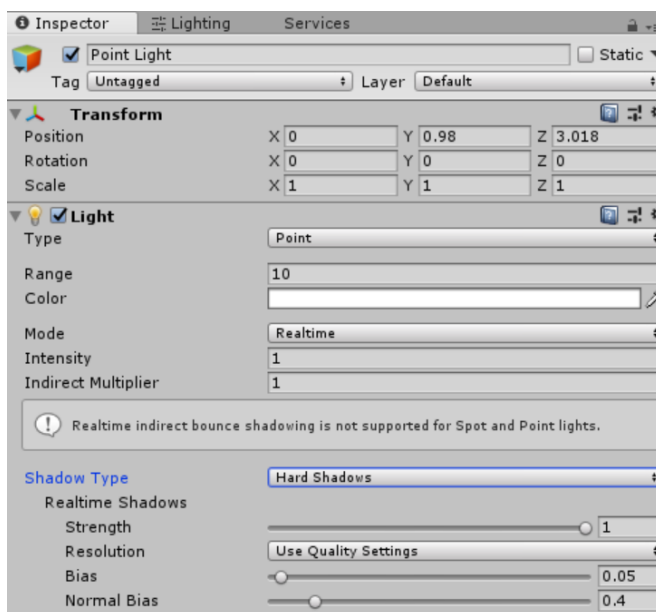 Inspector Lighting Services
Point Light Static
Tag Untagged Layer Default
Transform
Position X 0 Y 0.98 Z 3.018
Rotation X 0 Y 0 Z 0
Scale X 1 Y 1 Z 1
Light
Type Point
Range 10
Color
Mode Realtime
Intensity 1
Indirect Multiplier 1
Realtime indirect bounce shadowing is not supported for Spot and Point lights.
Shadow Type Hard Shadows
Realtime Shadows
Strength 1
Resolution Use Quality Settings
Bias 0.05
Normal Bias 0.4